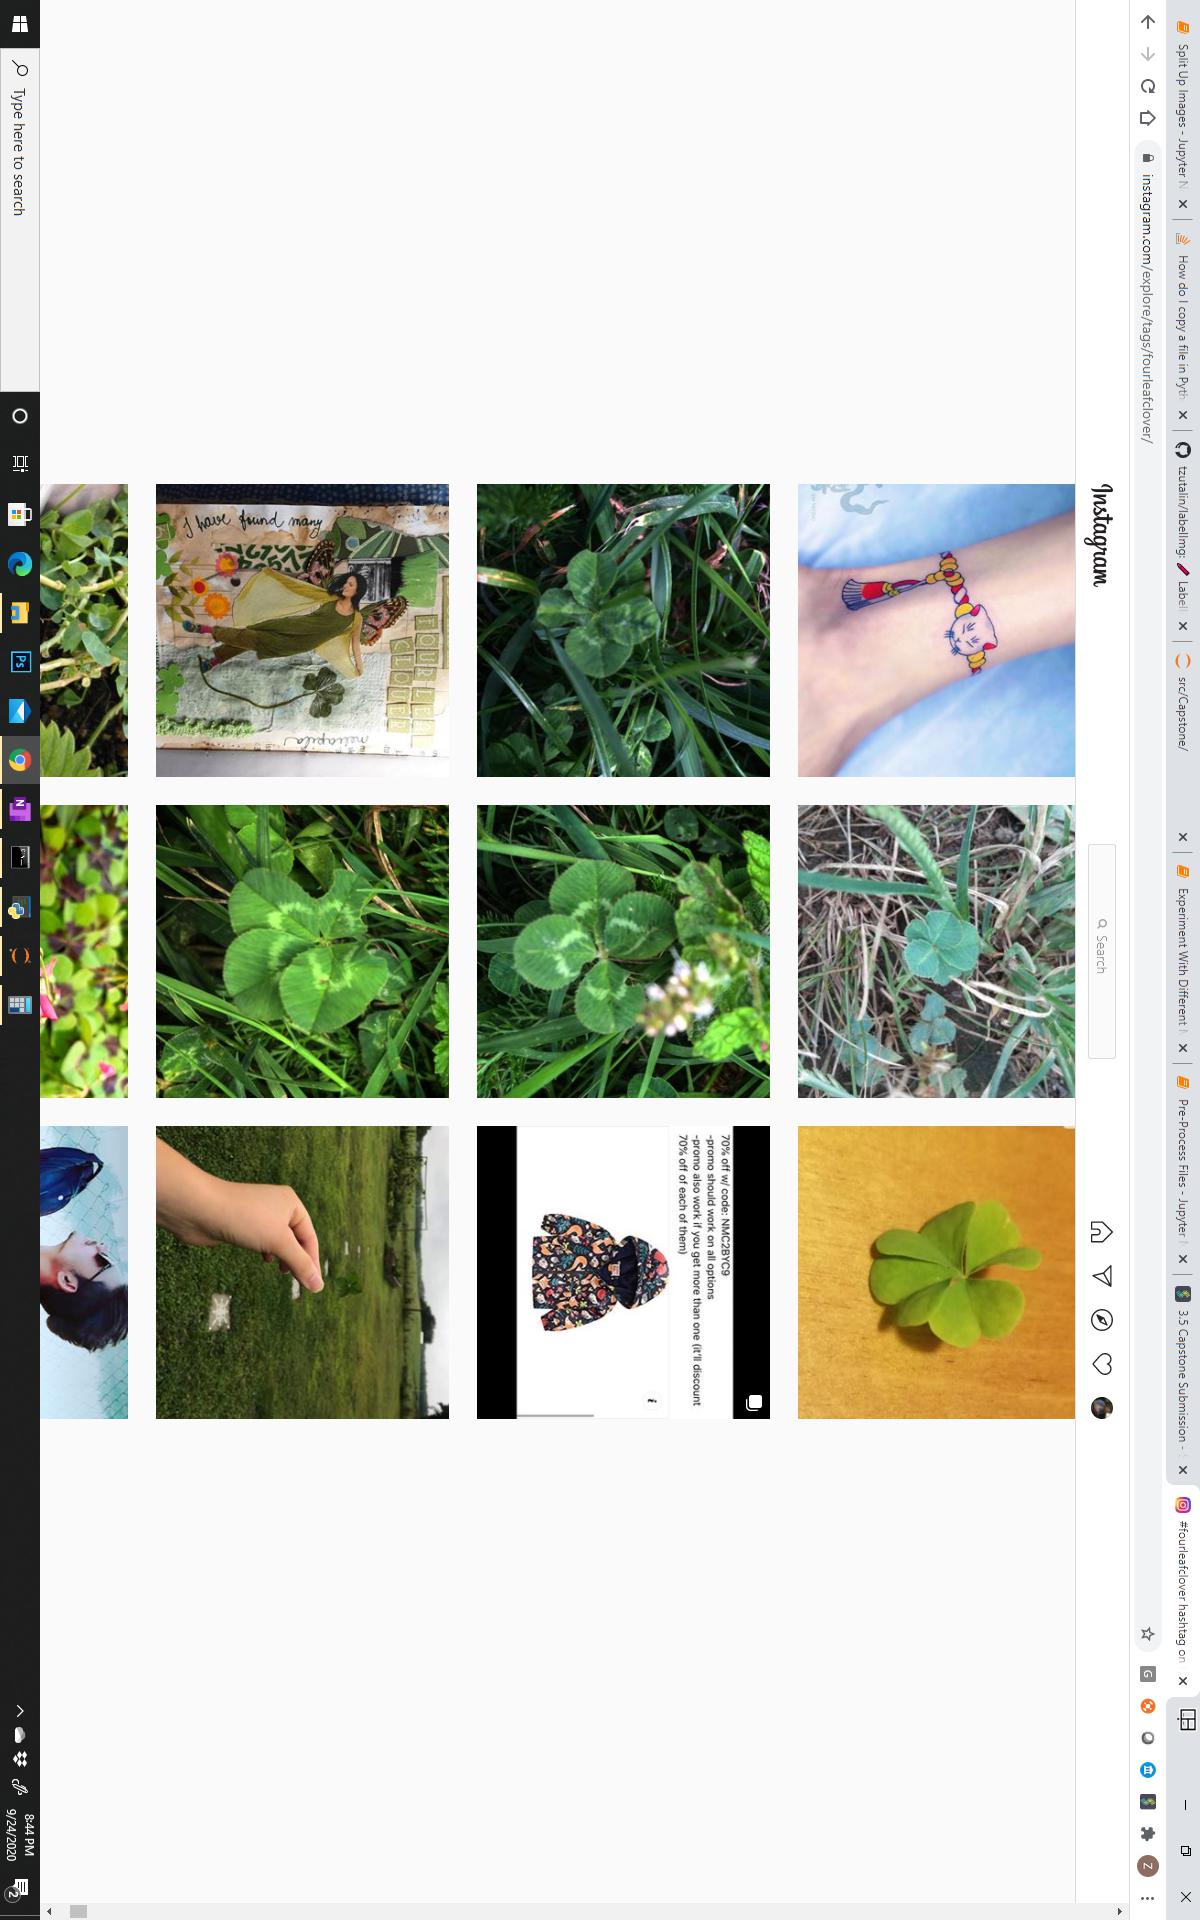 Split Up Images - Jupyter N
How do I copy a file in Pyth
tzutalin/labelImg: Labell
src/Capstone/
Experiment With Different
Pre-Process Files - Jupyter
3.5 Capstone Submission -
#fourleafclover hashtag on
instagram.com/explore/tags/fourleafclover/
G
Z
Instagram
Search
70% off w/ code: NMC2BYC9
-promo should work on all options
-promo also work if you get more than one (it'll discount
70% off of each of them)
i
FOUR
LEAF
CLOVER
I have found many
Type here to search
Ps
N
8:44 PM
9/24/2020
2